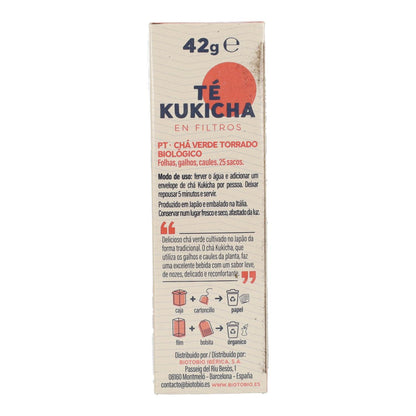 42g ℮
TÉ
KUKICHA
EN FILTROS
PT · CHÁ VERDE TORRADO
BIOLÓGICO
Folhas, galhos, caules. 25 sacos.
Modo de uso: ferver o água e adicionar um
envelope de chá Kukicha por pessoa. Deixar
repousar 5 minutos e servir.
Produzido em Japão e embalado na Itália.
Conservar num lugar fresco e seco, afastado da luz.
“
Delicioso chá verde cultivado no Japão da
forma tradicional. O chá Kukicha, que
utiliza os galhos e caules da planta, faz
uma excelente bebida com um sabor leve,
de nozes, delicado e reconfortante.
”
+ →
caja cartoncillo papel
+ →
film bolsita órganico
Distribuido por / Distribuído por:
BIOTOBIO IBÉRICA, S.A.
Passeig del Riu Besòs, 1
08160 Montmeló - Barcelona - España
contacto@biotobio.es WWW.BIOTOBIO.ES